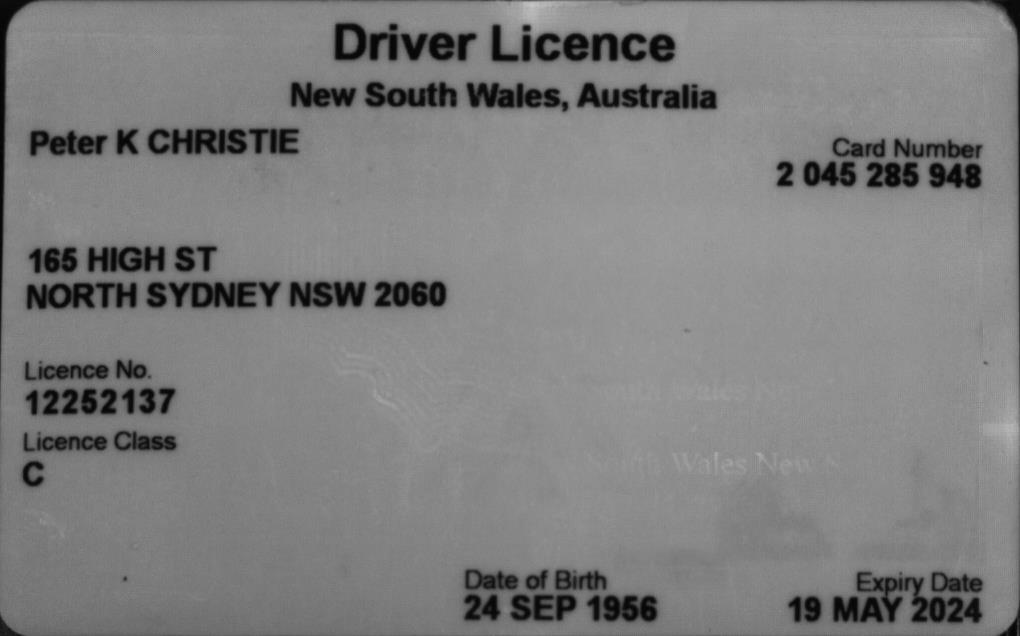 Driver Licence
New South Wales, Australia
Peter K CHRISTIE
Card Number
2 045 285 948
165 HIGH ST
NORTH SYDNEY NSW 2060
Licence No.
12252137
Licence Class
C
South Wales Ne
South Wales New
Date of Birth
24 SEP 1956
Expiry Date
19 MAY 2024